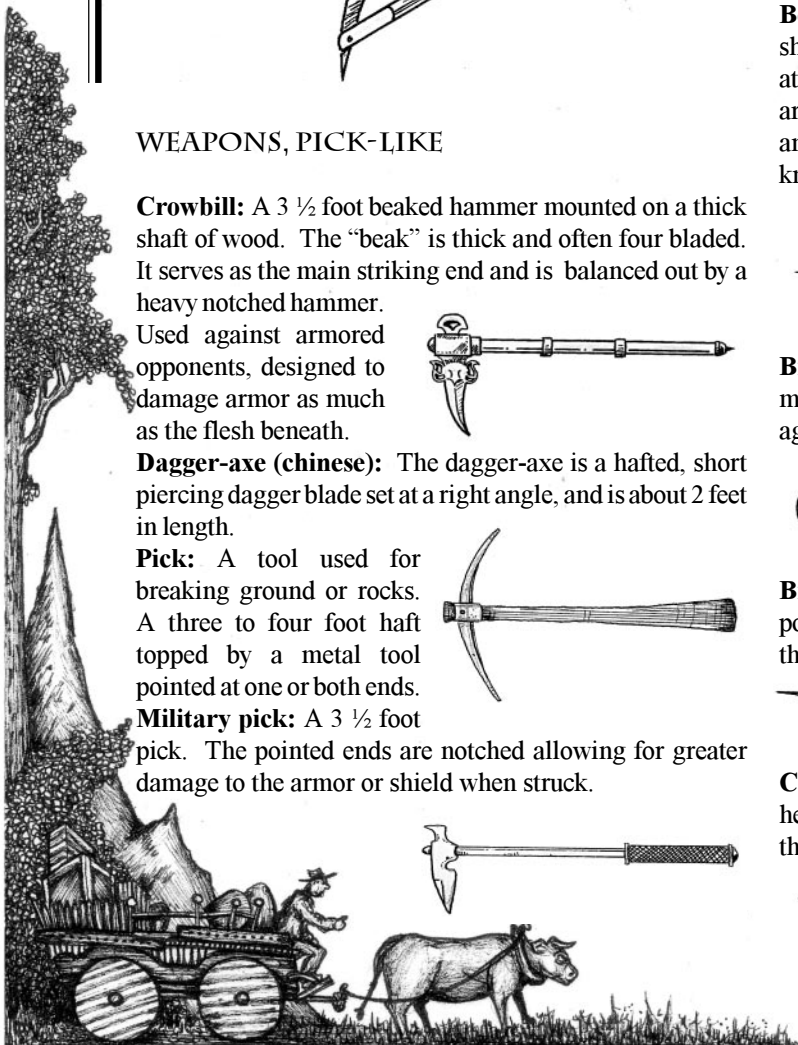 WEAPONS, PICK-LIKE
Crowbill: A 3 ½ foot beaked hammer mounted on a thick
shaft of wood. The “beak” is thick and often four bladed.
It serves as the main striking end and is balanced out by a
heavy notched hammer.
Used against armored
opponents, designed to
damage armor as much
as the flesh beneath.
Dagger-axe (chinese): The dagger-axe is a hafted, short
piercing dagger blade set at a right angle, and is about 2 feet
in length.
Pick: A tool used for
breaking ground or rocks.
A three to four foot haft
topped by a metal tool
pointed at one or both ends.
Military pick: A 3 ½ foot
pick. The pointed ends are notched allowing for greater
damage to the armor or shield when struck.